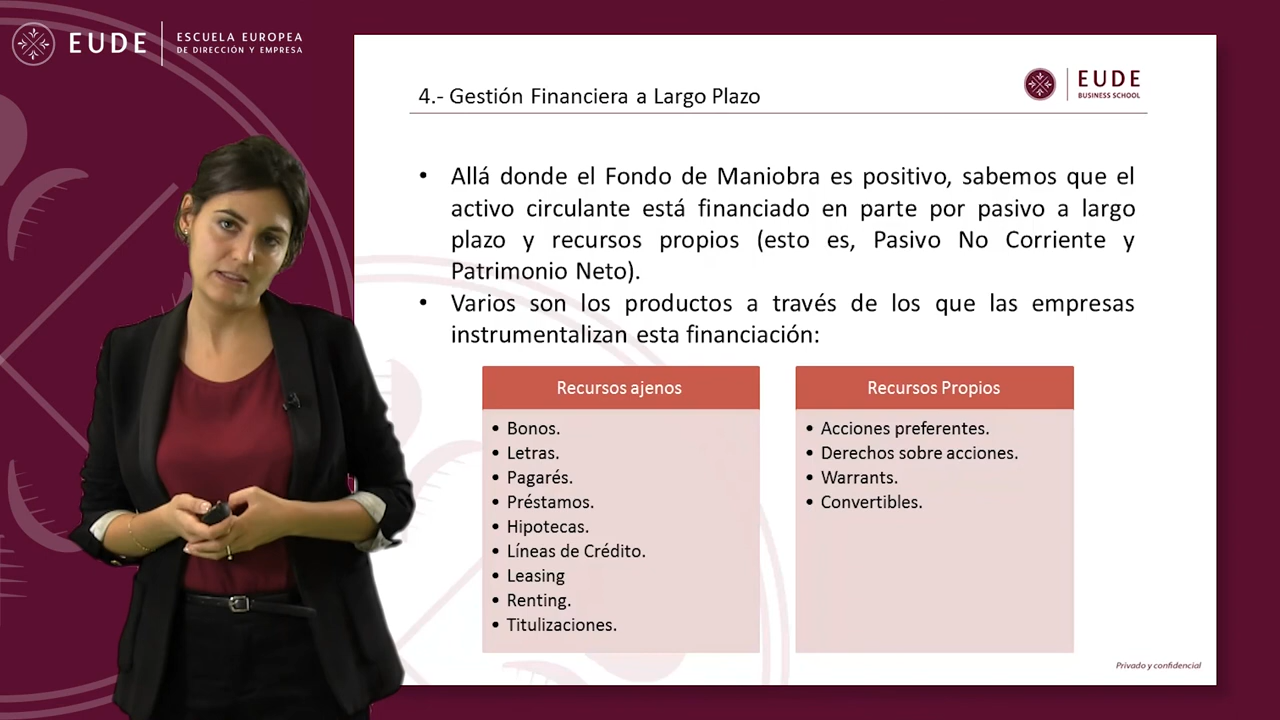 EUDE
ESCUELA EUROPEA
DE DIRECCIÓN Y EMPRESA
4.- Gestión Financiera a Largo Plazo
EUDE
BUSINESS SCHOOL
• Allá donde el Fondo de Maniobra es positivo, sabemos que el
activo circulante está financiado en parte por pasivo a largo
plazo y recursos propios (esto es, Pasivo No Corriente y
Patrimonio Neto).
• Varios son los productos a través de los que las empresas
instrumentalizan esta financiación:
Recursos ajenos
• Bonos.
• Letras.
• Pagarés.
• Préstamos.
• Hipotecas.
• Líneas de Crédito.
• Leasing
• Renting.
• Titulizaciones.
Recursos Propios
• Acciones preferentes.
• Derechos sobre acciones.
• Warrants.
• Convertibles.
Privado y confidencial